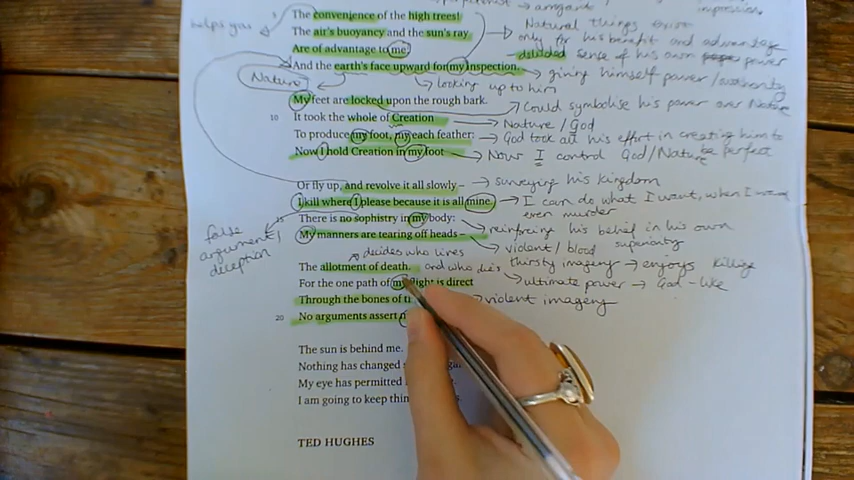 arrogant
impression
helps you
5 The convenience of the high trees!
Natural things exist
The air's buoyancy and the sun's ray
only for his benefit and advantage
Are of advantage to me;
deluded sense of his own power
And the earth's face upward for my inspection.
giving himself power/authority
Nature
looking up to him
My feet are locked upon the rough bark.
Could symbolise his power over Nature
10 It took the whole of Creation
Nature / God
To produce my foot, my each feather:
God took all his effort in creating him to be perfect
Now I hold Creation in my foot
Now I control God/Nature
Or fly up, and revolve it all slowly –
surveying his kingdom
I kill where I please because it is all mine.
I can do what I want, when I want
even murder
There is no sophistry in my body:
reinforcing his belief in his own
superiority
false
argument/
deception
My manners are tearing off heads –
violent/blood
thirsty imagery → enjoys killing
decides who lives
and who dies
The allotment of death.
ultimate power → God-like
For the one path of my flight is direct
Through the bones of
violent imagery
20 No arguments assert
The sun is behind me.
Nothing has changed
My eye has permitted
I am going to keep
TED HUGHES